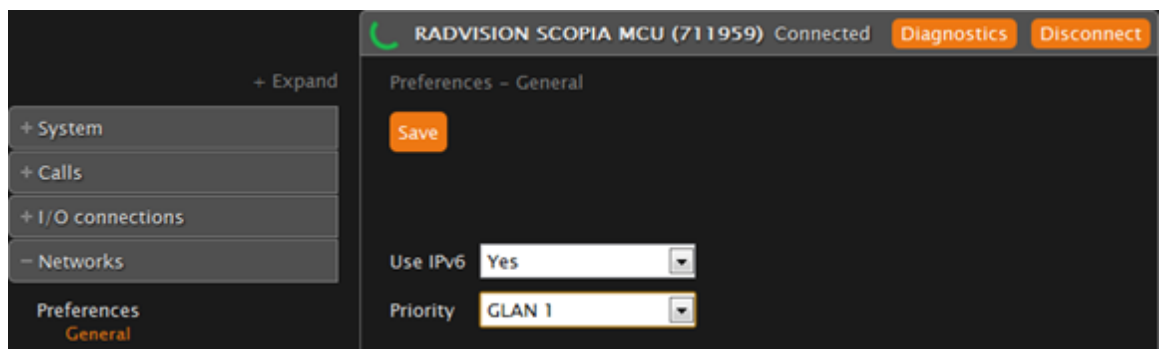 RADVISION SCOPIA MCU (711959) Connected Diagnostics Disconnect
+ Expand
Preferences – General
+ System
Save
+ Calls
+ I/O connections
– Networks
Use IPv6 Yes
Preferences
Priority GLAN 1
General